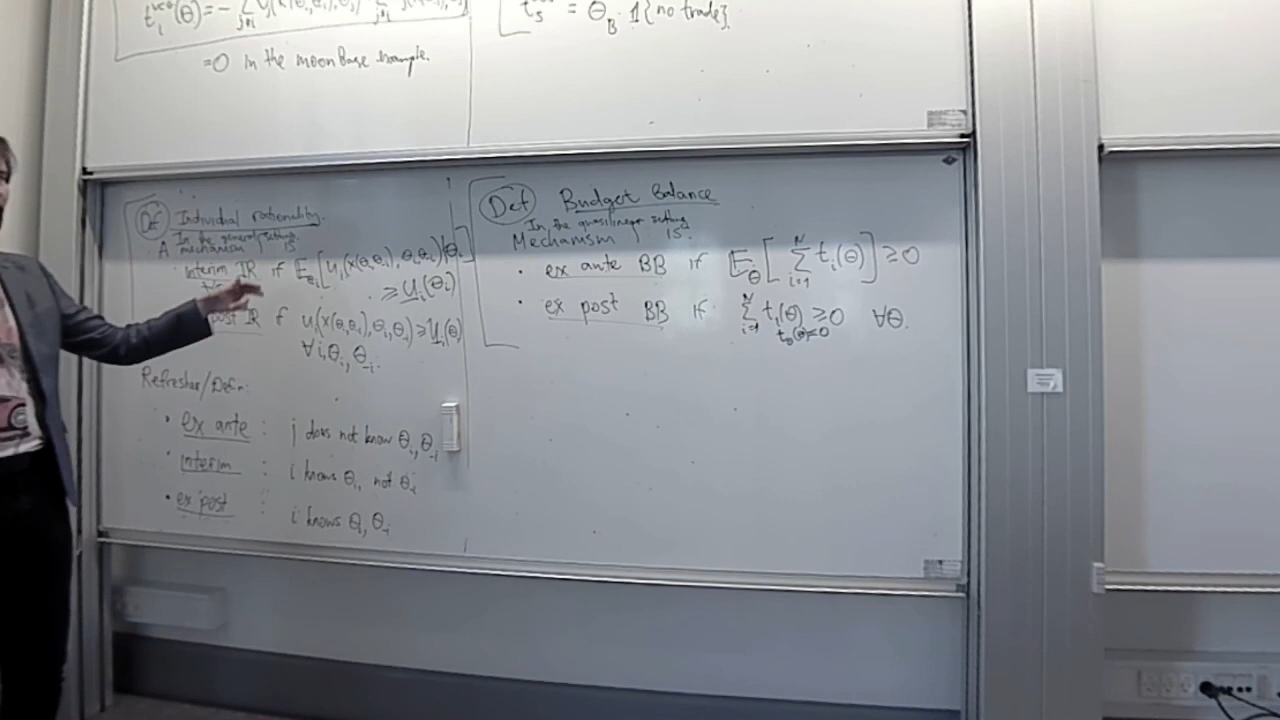 = 0 in the moon Base example.
= Θ_B · 1{no trade}
Def Individual rationality.
In the general setting
A mechanism is
· interim IR if E_θ-i [u_i(x(θ_i,θ_-i), θ_i, θ_-i) | θ_i]
≥ U_i(θ_i)
post IR if u_i(x(θ_i,θ_-i), θ_i, θ_-i) ≥ U_i(θ_i)
∀ i, θ_i, θ_-i.
Refresher/Defn:
· ex ante : i does not know θ_i, θ_-i
· interim : i knows θ_i, not θ_-i
· ex post : i knows θ_i, θ_-i
Def Budget Balance
In the quasilinear setting
Mechanism is:
· ex ante BB if E_θ [ Σ_{i=1}^N t_i(θ) ] ≥ 0
· ex post BB if Σ_{i=1}^N t_i(θ) ≥ 0 ∀θ.